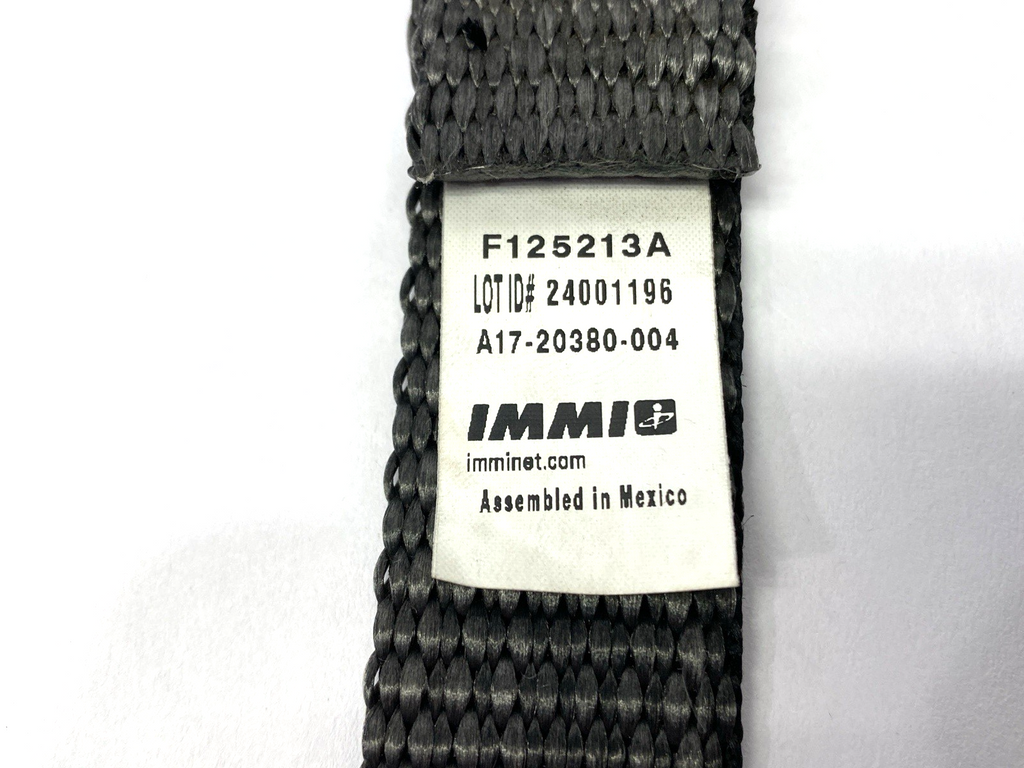 F125213A
LOT ID# 24001196
A17-20380-004
IMMI
imminet.com
Assembled in Mexico